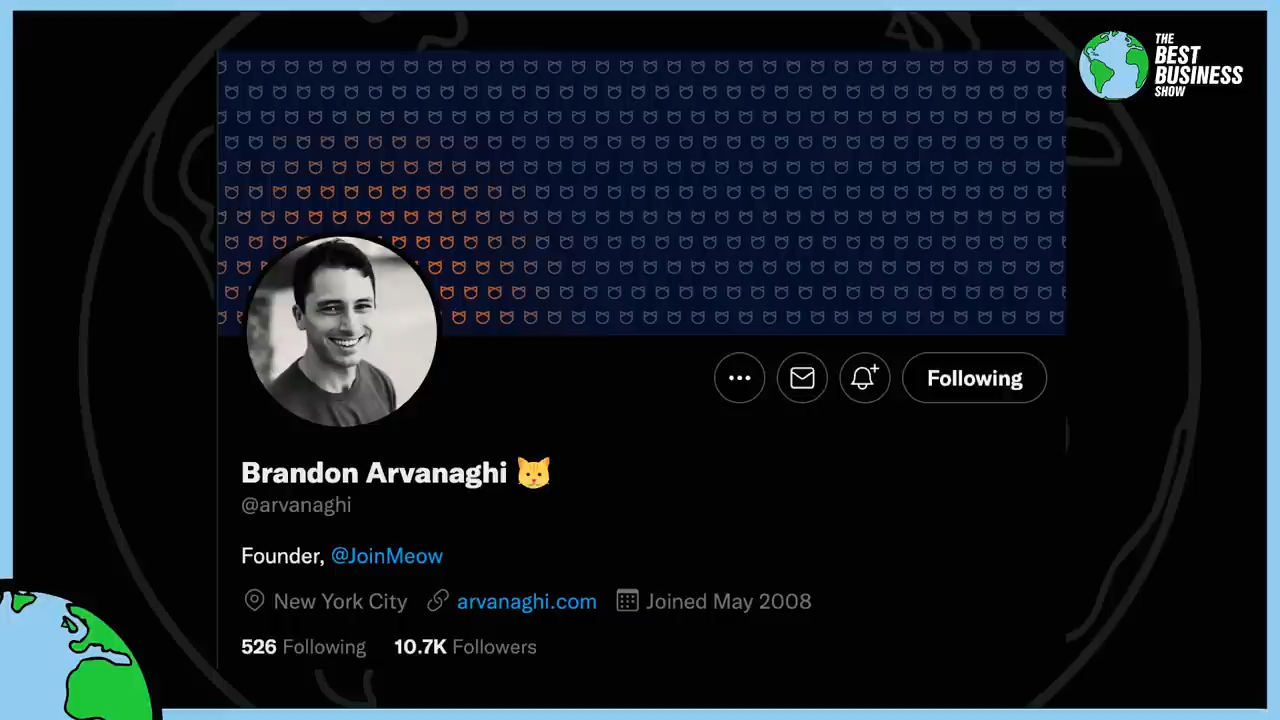 THE
BEST
BUSINESS
SHOW
Following
Brandon Arvanaghi
@arvanaghi
Founder, @JoinMeow
New York City arvanaghi.com Joined May 2008
526 Following 10.7K Followers